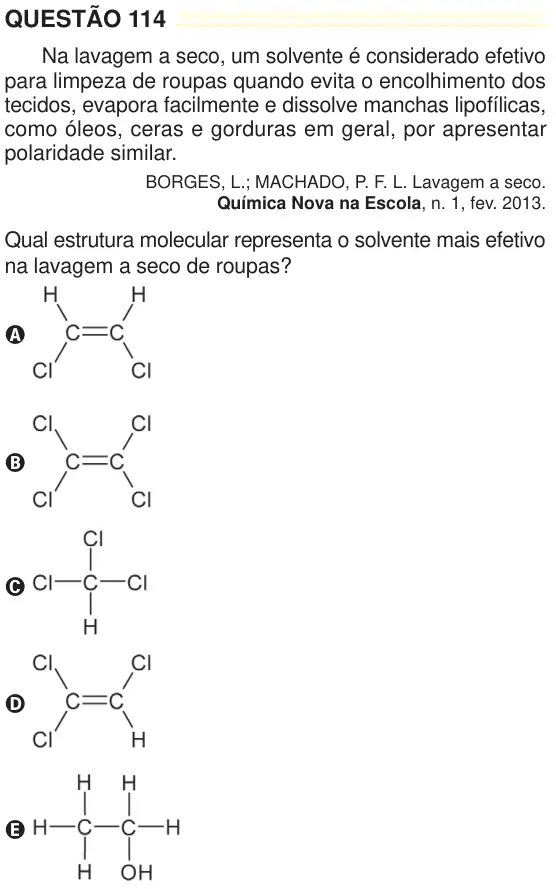 QUESTÃO 114
Na lavagem a seco, um solvente é considerado efetivo
para limpeza de roupas quando evita o encolhimento dos
tecidos, evapora facilmente e dissolve manchas lipofílicas,
como óleos, ceras e gorduras em geral, por apresentar
polaridade similar.
BORGES, L.; MACHADO, P. F. L. Lavagem a seco.
Química Nova na Escola, n. 1, fev. 2013.
Qual estrutura molecular representa o solvente mais efetivo
na lavagem a seco de roupas?
H H
A C C
Cl Cl
Cl Cl
B C C
Cl Cl
Cl
C Cl C Cl
H
Cl Cl
D C C
Cl H
H H
E H C C H
H OH